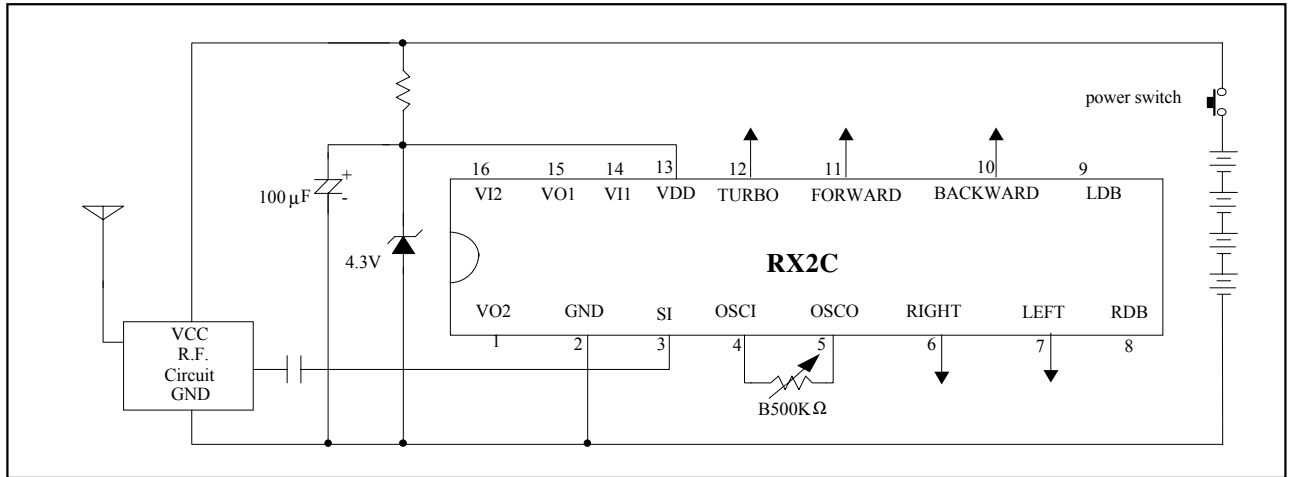 power switch
16 15 14 13 12 11 10 9
VI2 VO1 VI1 VDD TURBO FORWARD BACKWARD LDB
100μF
+
-
4.3V
RX2C
VO2 GND SI OSCI OSCO RIGHT LEFT RDB
1 2 3 4 5 6 7 8
VCC
R.F.
Circuit
GND
B500KΩ